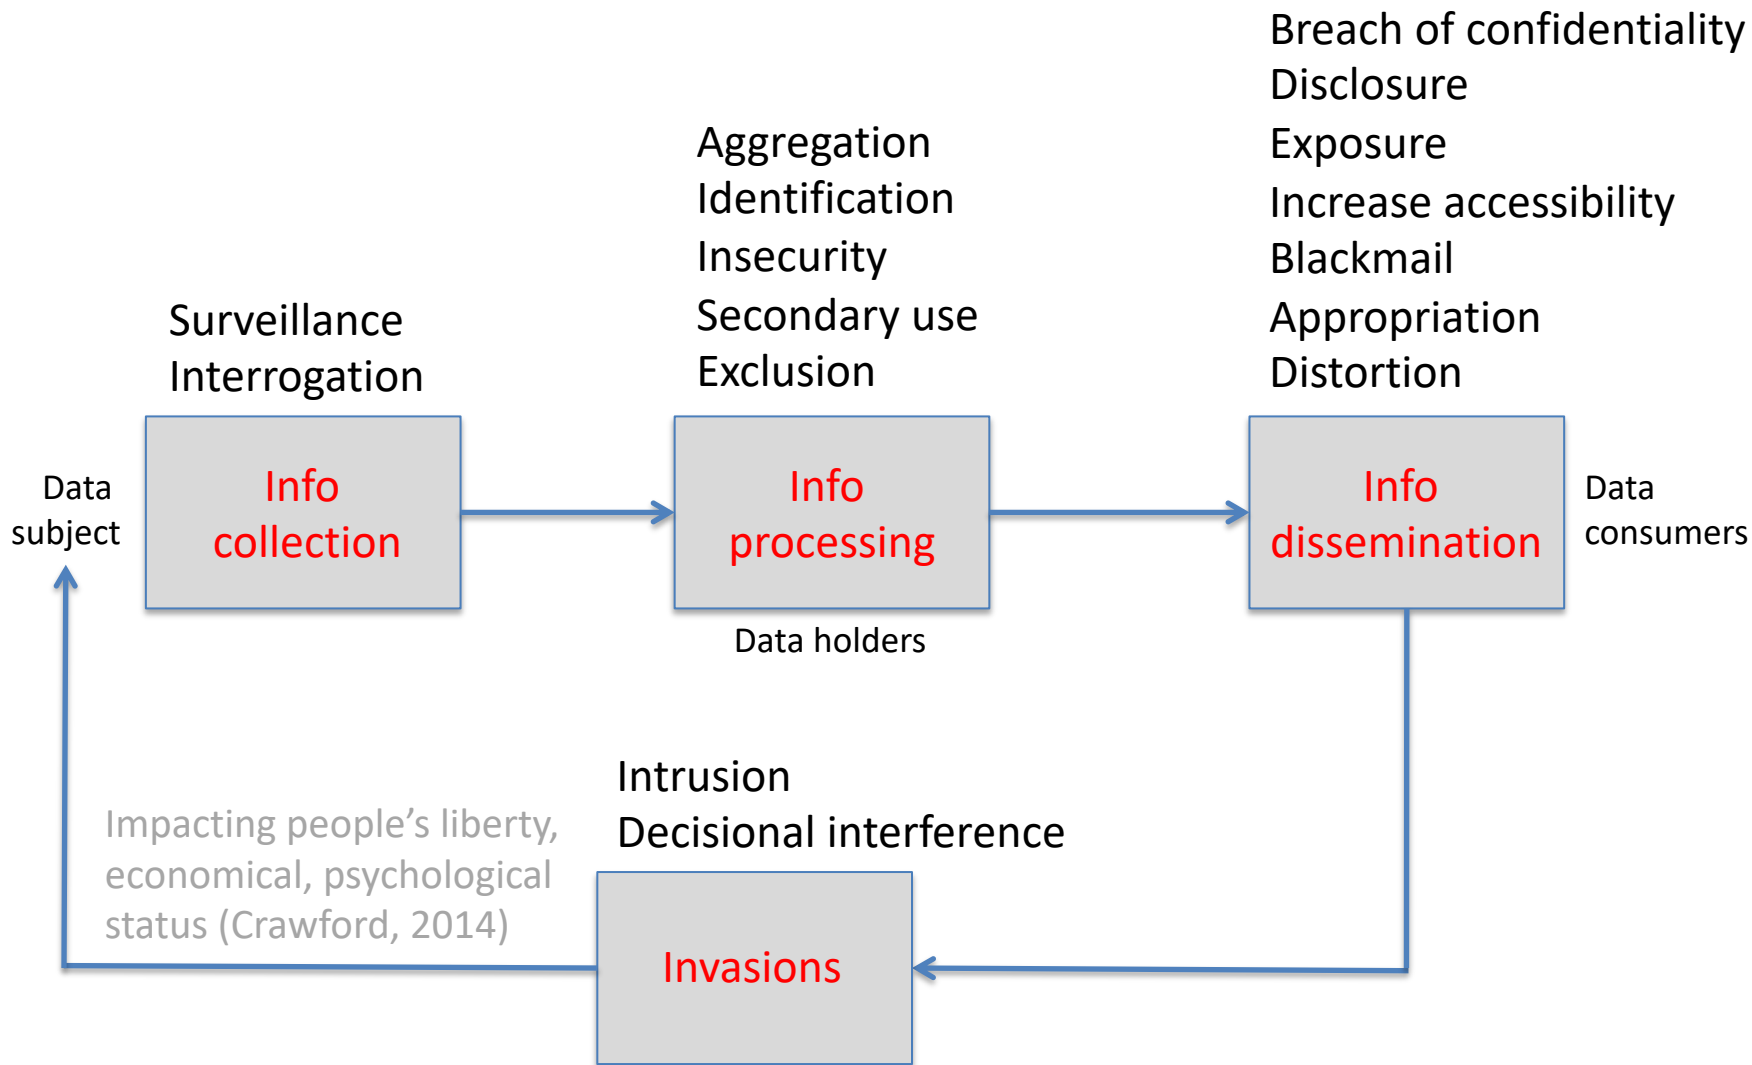 Surveillance
Interrogation
Data
subject
Info
collection
Aggregation
Identification
Insecurity
Secondary use
Exclusion
Info
processing
Data holders
Breach of confidentiality
Disclosure
Exposure
Increase accessibility
Blackmail
Appropriation
Distortion
Info
dissemination
Data
consumers
Intrusion
Decisional interference
Invasions
Impacting people’s liberty,
economical, psychological
status (Crawford, 2014)